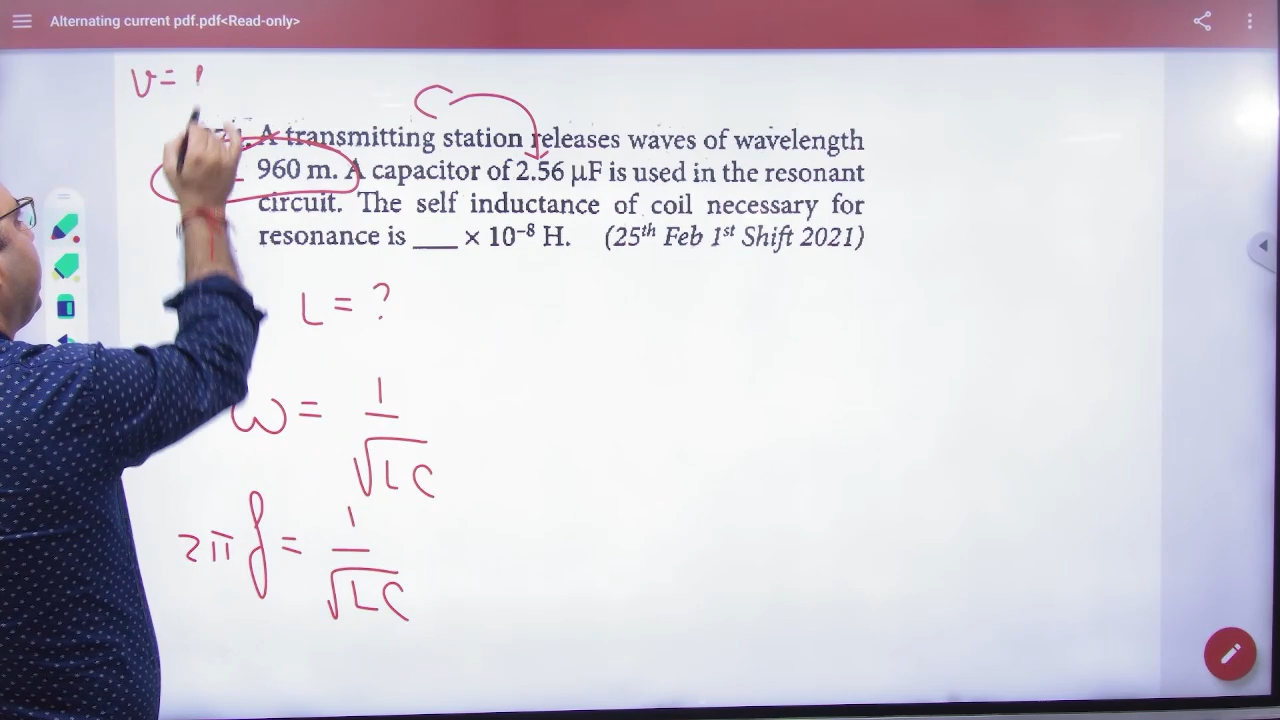 Alternating current pdf.pdf<Read-only>
v =
A transmitting station releases waves of wavelength
960 m. A capacitor of 2.56 μF is used in the resonant
circuit. The self inductance of coil necessary for
resonance is ___ × 10⁻⁸ H. (25ᵗʰ Feb 1ˢᵗ Shift 2021)
L = ?
ω = 1/√LC
2πf = 1/√LC